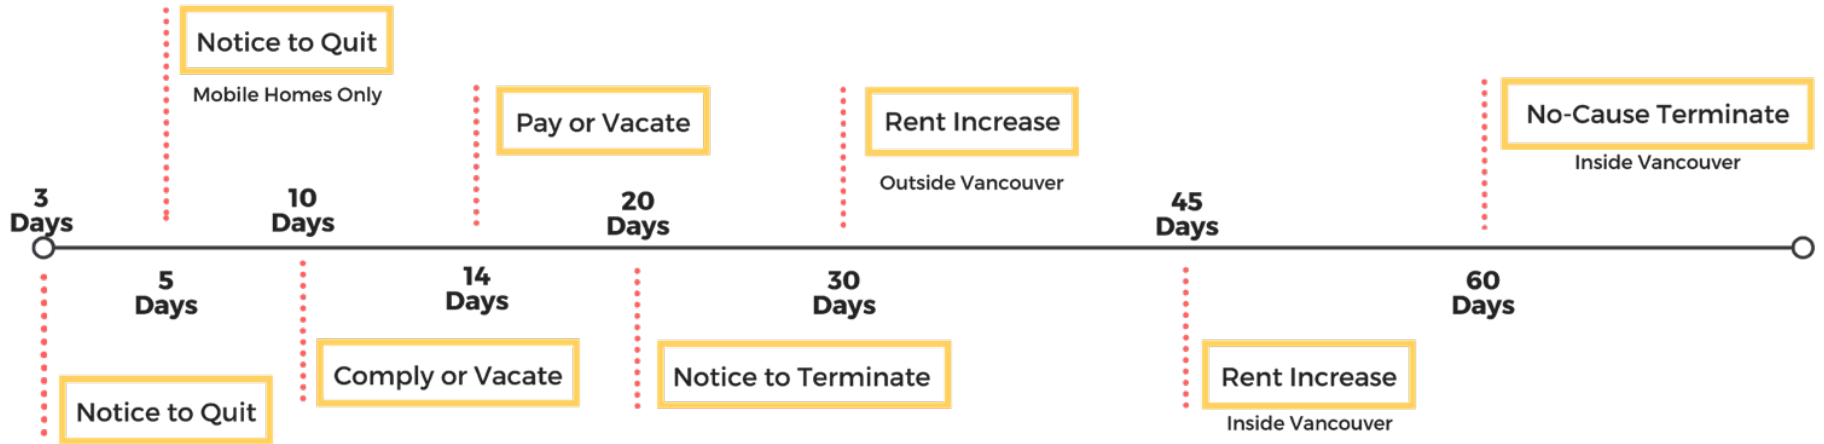 Notice to Quit
Mobile Homes Only
Pay or Vacate
Rent Increase
Outside Vancouver
No-Cause Terminate
Inside Vancouver
3
Days
10
Days
20
Days
45
Days
5
Days
14
Days
30
Days
60
Days
Notice to Quit
Comply or Vacate
Notice to Terminate
Rent Increase
Inside Vancouver